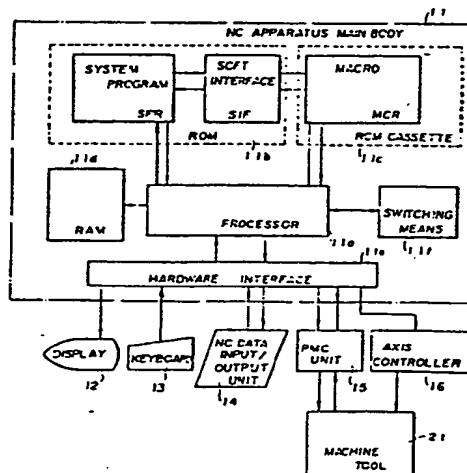 11
NC APPARATUS MAIN BODY
SYSTEM
PROGRAM
SPR
SOFT
INTERFACE
SIF
MACRO
MCR
ROM
ROM CASSETTE
11d
11b
11c
RAM
PROCESSOR
SWITCHING
MEANS
11a
11f
11e
HARDWARE INTERFACE
DISPLAY
KEYBOARD
NC DATA
INPUT/
OUTPUT
UNIT
PMC
UNIT
AXIS
CONTROLLER
12
13
14
15
16
21
MACHINE
TOOL